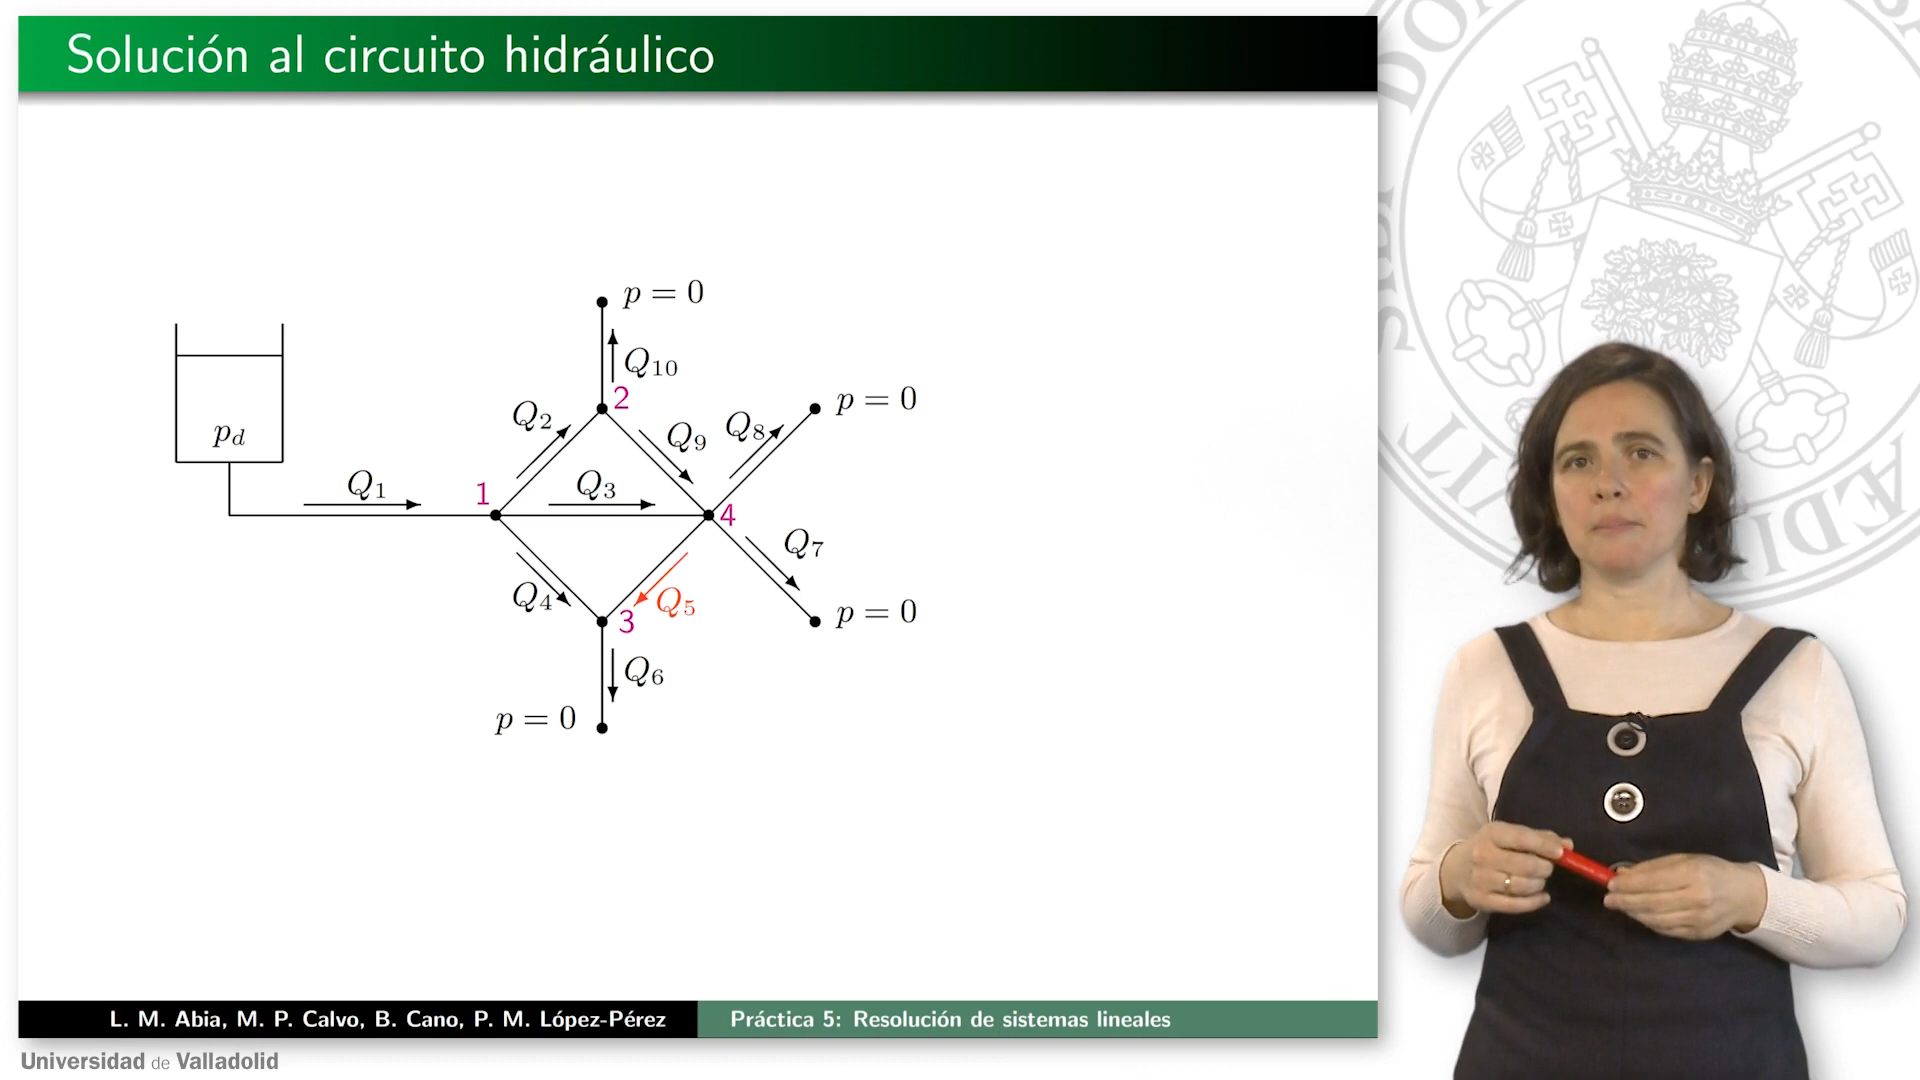 Solución al circuito hidráulico
p = 0
Q10
2
p = 0
Q2
Q9
Q8
pd
Q1
1
Q3
4
Q7
Q4
Q5
p = 0
3
Q6
p = 0
L. M. Abia, M. P. Calvo, B. Cano, P. M. López-Pérez
Práctica 5: Resolución de sistemas lineales
Universidad de Valladolid